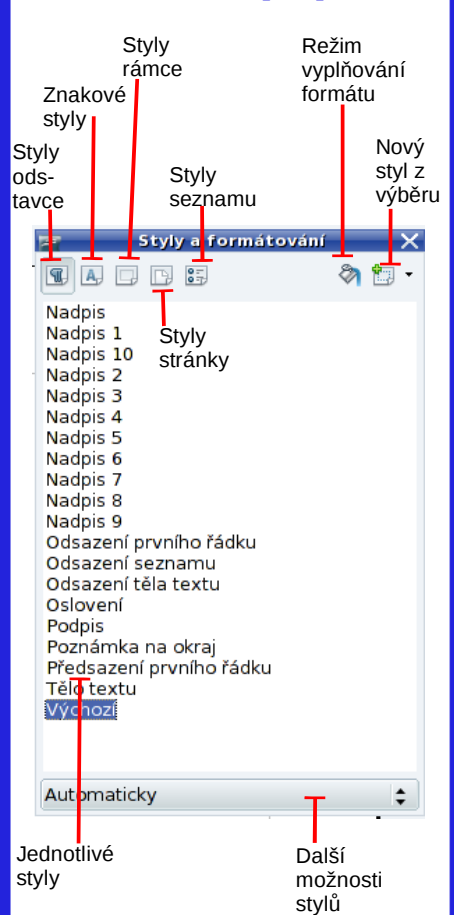 Styly
rámce
Režim
vyplňování
formátu
Znakové
styly
Styly
ods-
tavce
Styly
seznamu
Nový
styl z
výběru
Styly a formátování
Styly
stránky
Nadpis
Nadpis 1
Nadpis 10
Nadpis 2
Nadpis 3
Nadpis 4
Nadpis 5
Nadpis 6
Nadpis 7
Nadpis 8
Nadpis 9
Odsazení prvního řádku
Odsazení seznamu
Odsazení těla textu
Oslovení
Podpis
Poznámka na okraj
Předsazení prvního řádku
Tělo textu
Výchozí
Automaticky
Jednotlivé
styly
Další
možnosti
stylů